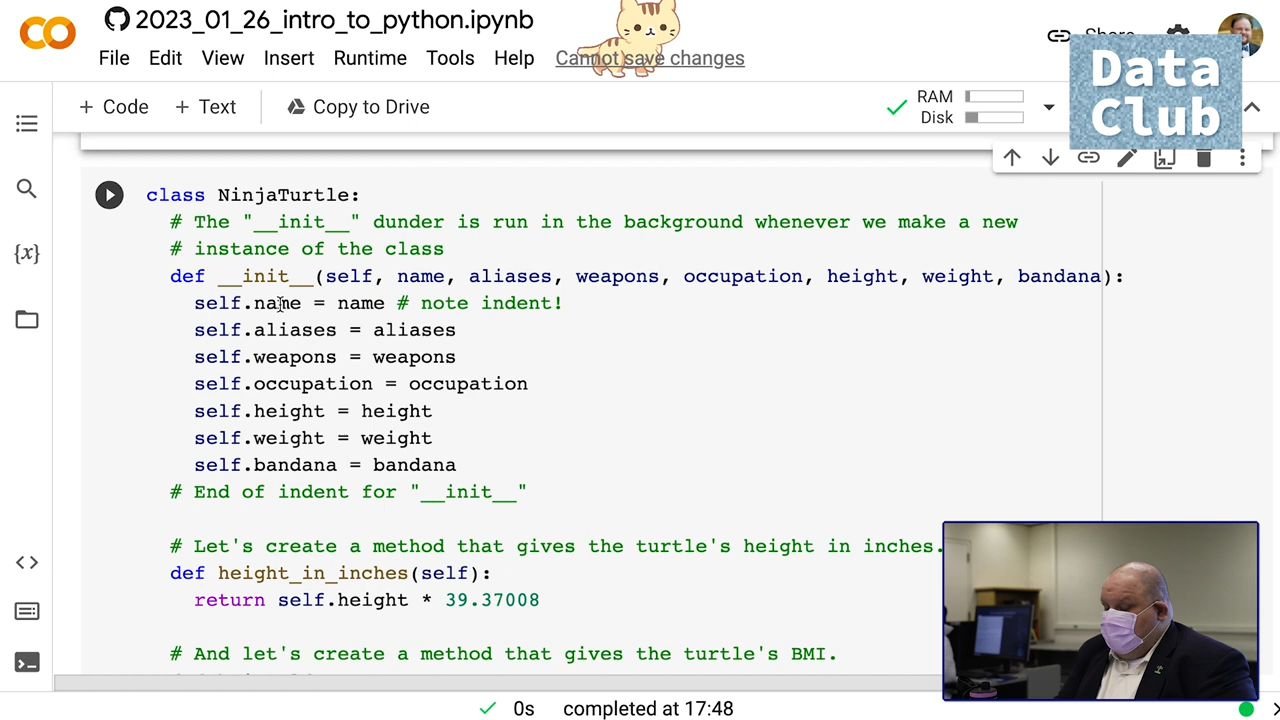 2023_01_26_intro_to_python.ipynb
File Edit View Insert Runtime Tools Help Cannot save changes
Share
Data
Club
+ Code + Text Copy to Drive
RAM
Disk
class NinjaTurtle:
# The "__init__" dunder is run in the background whenever we make a new
# instance of the class
def __init__(self, name, aliases, weapons, occupation, height, weight, bandana):
self.name = name # note indent!
self.aliases = aliases
self.weapons = weapons
self.occupation = occupation
self.height = height
self.weight = weight
self.bandana = bandana
# End of indent for "__init__"
# Let's create a method that gives the turtle's height in inches.
def height_in_inches(self):
return self.height * 39.37008
# And let's create a method that gives the turtle's BMI.
0s completed at 17:48